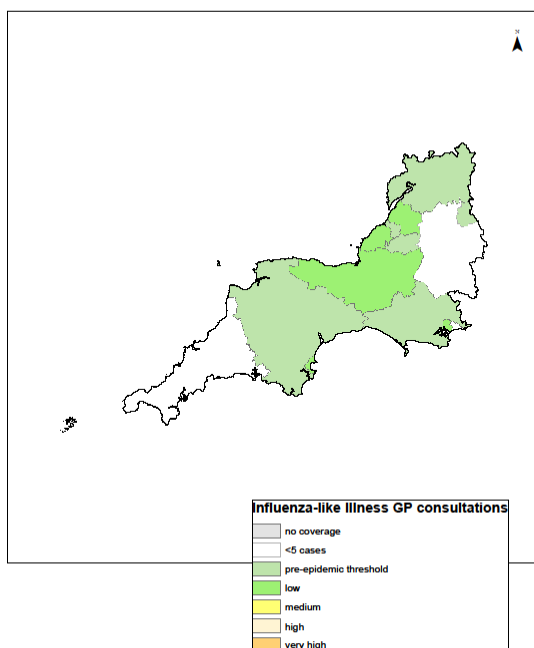 N
Influenza-like Illness GP consultations
no coverage
<5 cases
pre-epidemic threshold
low
medium
high
very high